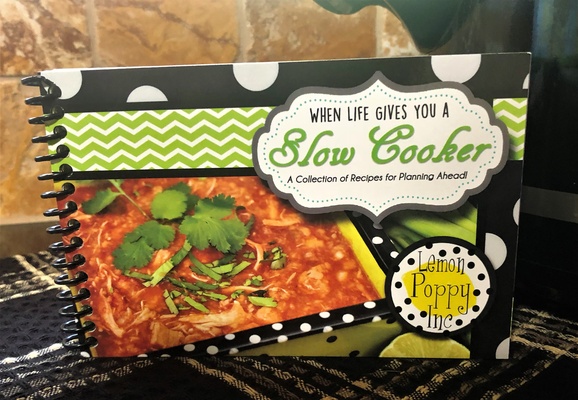 WHEN LIFE GIVES YOU A
Slow Cooker
A Collection of Recipes for Planning Ahead!
Lemon
Poppy
Inc